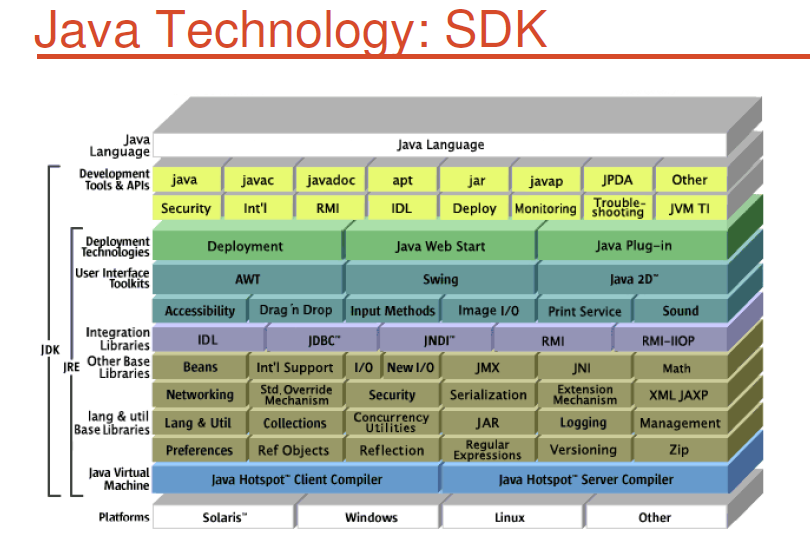 Java Technology: SDK
Java Language
Java Language
Development Tools & APIs
java javac javadoc apt jar javap JPDA Other
Security Int'l RMI IDL Deploy Monitoring Trouble-shooting JVM TI
Deployment Technologies
Deployment Java Web Start Java Plug-in
User Interface Toolkits
AWT Swing Java 2D™
Accessibility Drag'n Drop Input Methods Image I/O Print Service Sound
Integration Libraries
IDL JDBC™ JNDI™ RMI RMI-IIOP
JDK
JRE
Other Base Libraries
Beans Int'l Support I/O New I/O JMX JNI Math
Networking Std. Override Mechanism Security Serialization Extension Mechanism XML JAXP
lang & util Base Libraries
Lang & Util Collections Concurrency Utilities JAR Logging Management
Preferences Ref Objects Reflection Regular Expressions Versioning Zip
Java Virtual Machine
Java Hotspot™ Client Compiler Java Hotspot™ Server Compiler
Platforms
Solaris™ Windows Linux Other